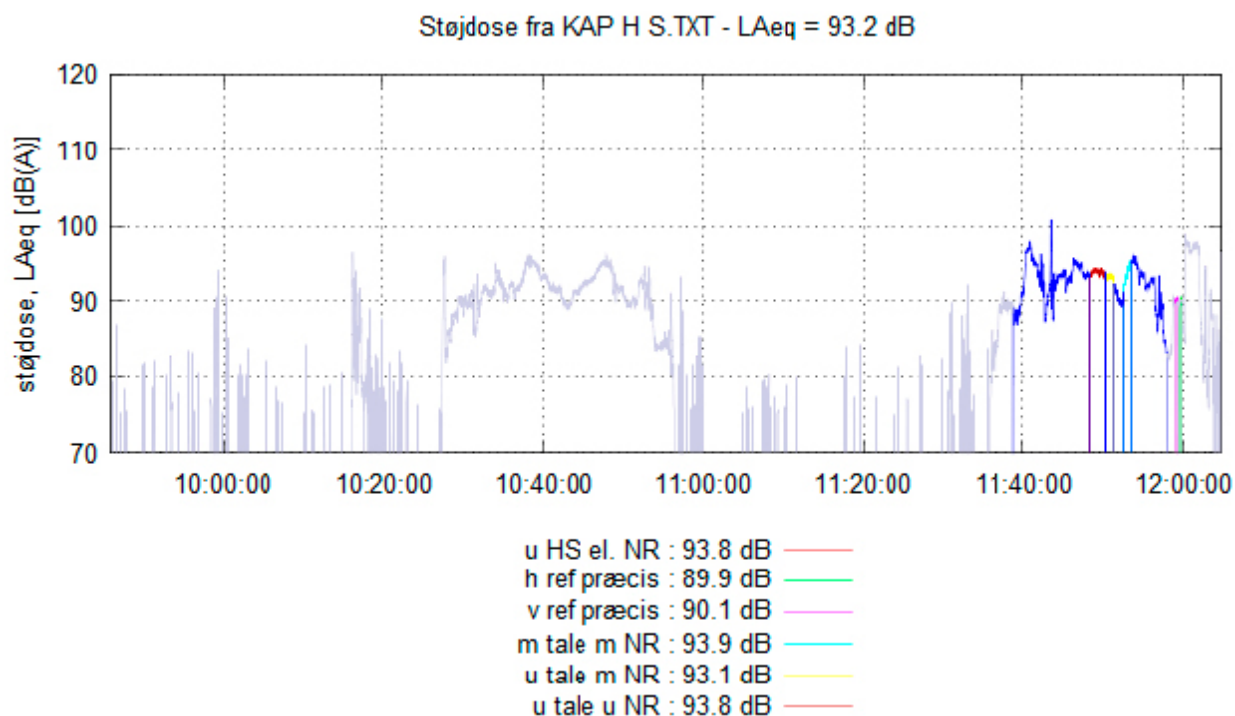 Støjdose fra KAP H S.TXT - LAeq = 93.2 dB
støjdose, LAeq [dB(A)]
120
110
100
90
80
70
10:00:00 10:20:00 10:40:00 11:00:00 11:20:00 11:40:00 12:00:00
u HS el. NR : 93.8 dB
h ref præcis : 89.9 dB
v ref præcis : 90.1 dB
m tale m NR : 93.9 dB
u tale m NR : 93.1 dB
u tale u NR : 93.8 dB